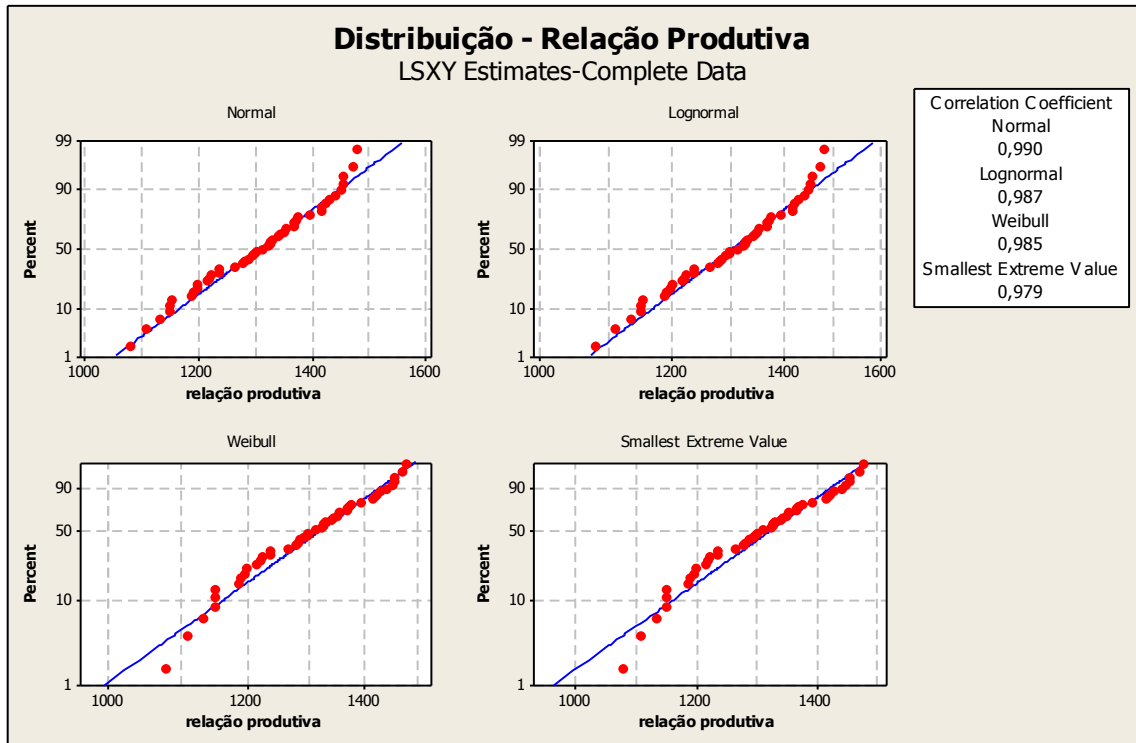 Distribuição - Relação Produtiva
LSXY Estimates-Complete Data
Normal
99
90
50
10
1
Percent
1000 1200 1400 1600
relação produtiva
Lognormal
99
90
50
10
1
Percent
1000 1200 1400 1600
relação produtiva
Correlation Coefficient
Normal
0,990
Lognormal
0,987
Weibull
0,985
Smallest Extreme Value
0,979
Weibull
90
50
10
1
Percent
1000 1200 1400
relação produtiva
Smallest Extreme Value
90
50
10
1
Percent
1000 1200 1400
relação produtiva